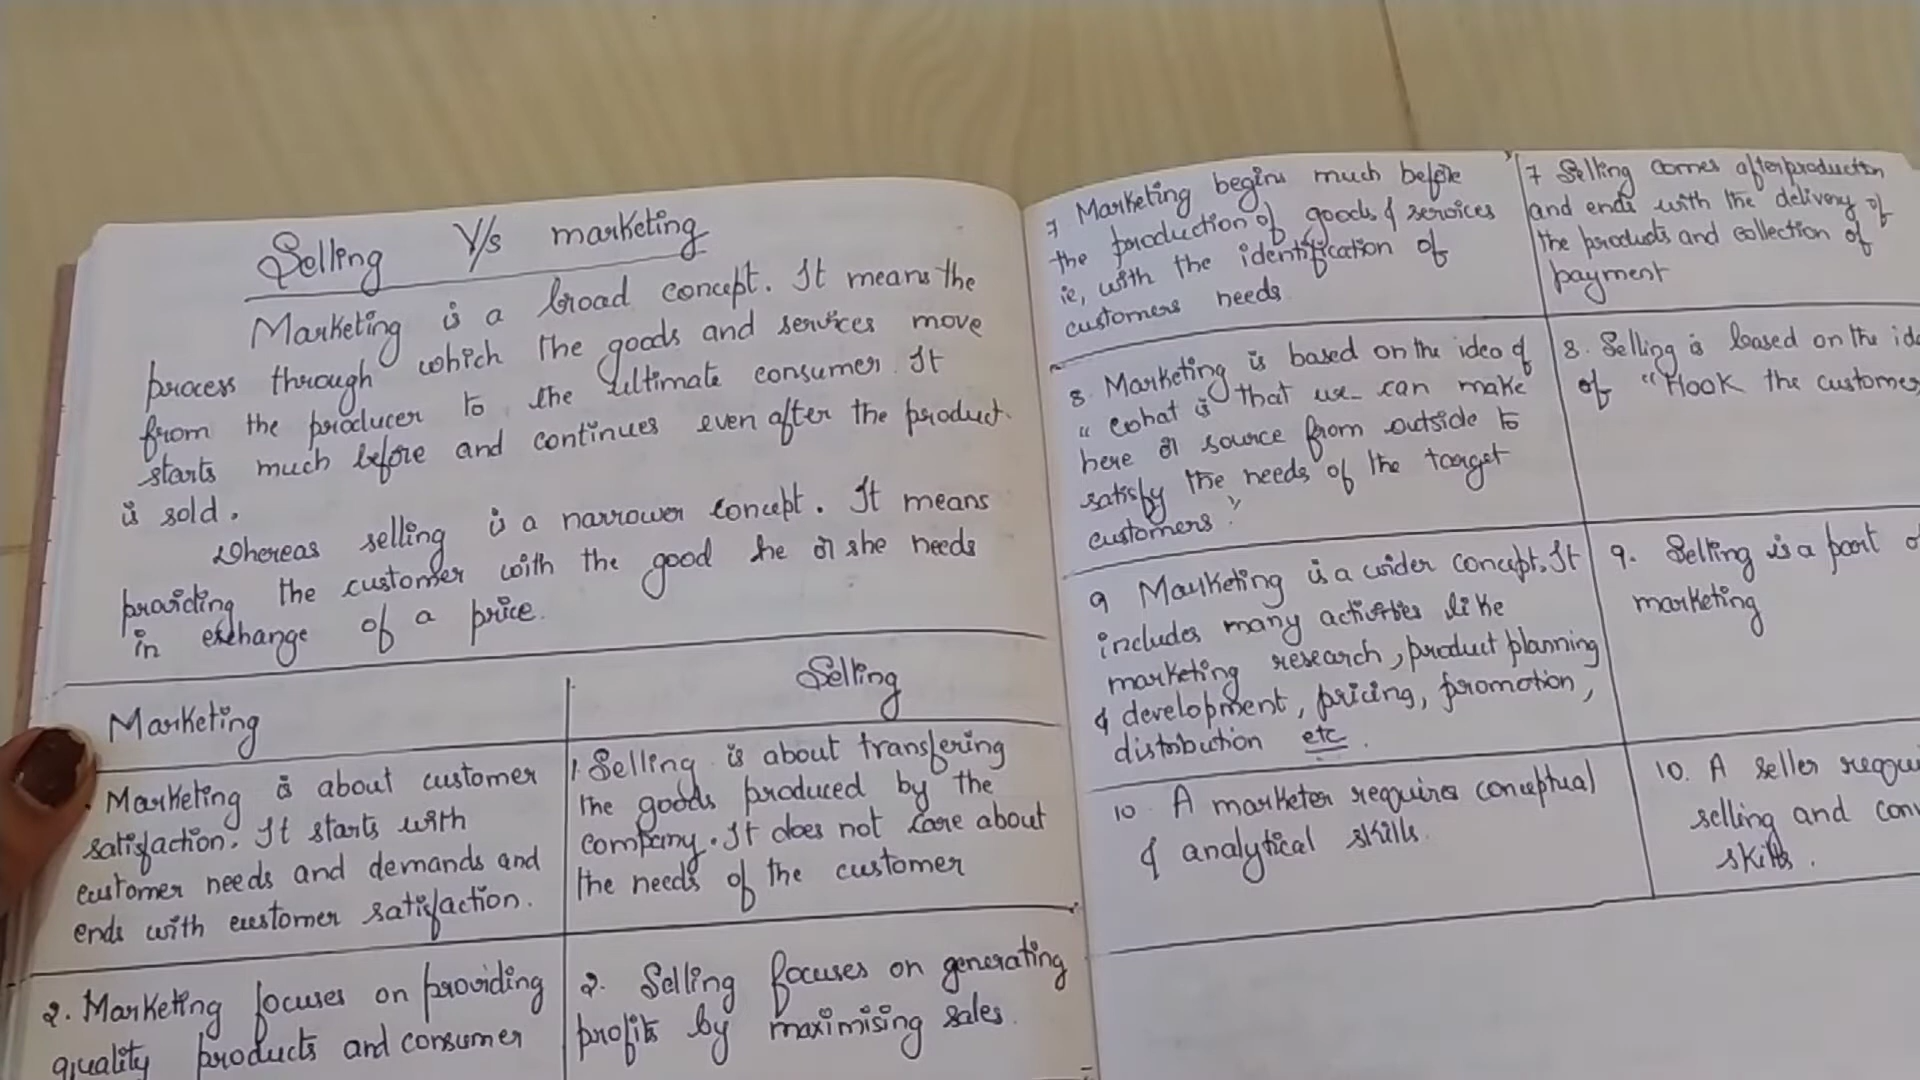 Selling V/s marketing
Marketing is a broad concept. It means the
process through which the goods and services move
from the producer to the ultimate consumer. It
starts much before and continues even after the product
is sold.
Whereas selling is a narrower concept. It means
providing the customer with the good he or she needs
in exchange of a price.
Marketing
Selling
Marketing is about customer
satisfaction. It starts with
customer needs and demands and
ends with customer satisfaction.
1. Selling is about transfering
the goods produced by the
company. It does not care about
the needs of the customer
2. Marketing focuses on providing
quality products and consumer
2. Selling focuses on generating
profits by maximising sales.
7 Marketing begins much before
the production of goods & services
ie, with the identification of
customers needs
7 Selling comes after production
and ends with the delivery of
the products and collection of
payment
8. Marketing is based on the idea of
"what is that we can make
here or source from outside to
satisfy the needs of the target
customers."
8. Selling is based on the
of "Hook the customer
9 Marketing is a wider concept. It
includes many activities like
marketing research, product planning
& development, pricing, promotion,
distribution etc.
9. Selling is a part
marketing
10. A marketer requires conceptual
& analytical skills.
10. A seller
selling and
skills.